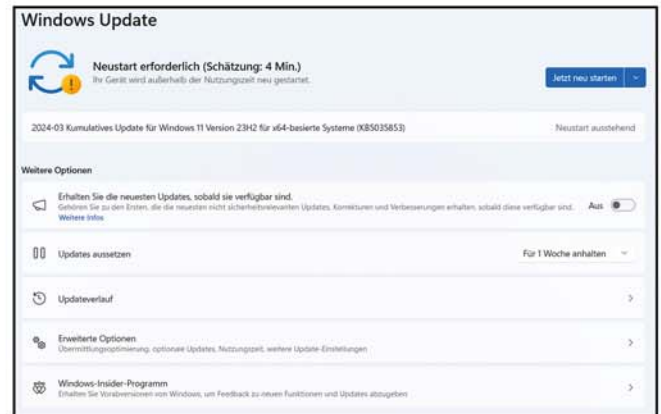 Windows Update
Neustart erforderlich (Schätzung: 4 Min.)
Ihr Gerät wird außerhalb der Nutzungszeit neu gestartet.
Jetzt neu starten
2024-03 Kumulatives Update für Windows 11 Version 23H2 für x64-basierte Systeme (KB5035853)
Neustart ausstehend
Weitere Optionen
Erhalten Sie die neuesten Updates, sobald sie verfügbar sind.
Gehören Sie zu den Ersten, die die neuesten nicht sicherheitsrelevanten Updates, Korrekturen und Verbesserungen erhalten, sobald diese verfügbar sind.
Weitere Infos
Aus
Updates aussetzen
Für 1 Woche anhalten
Updateverlauf
Erweiterte Optionen
Übermittlungsoptimierung, optionale Updates, Nutzungszeit, weitere Update-Einstellungen
Windows-Insider-Programm
Erhalten Sie Vorabversionen von Windows, um Feedback zu neuen Funktionen und Updates abzugeben